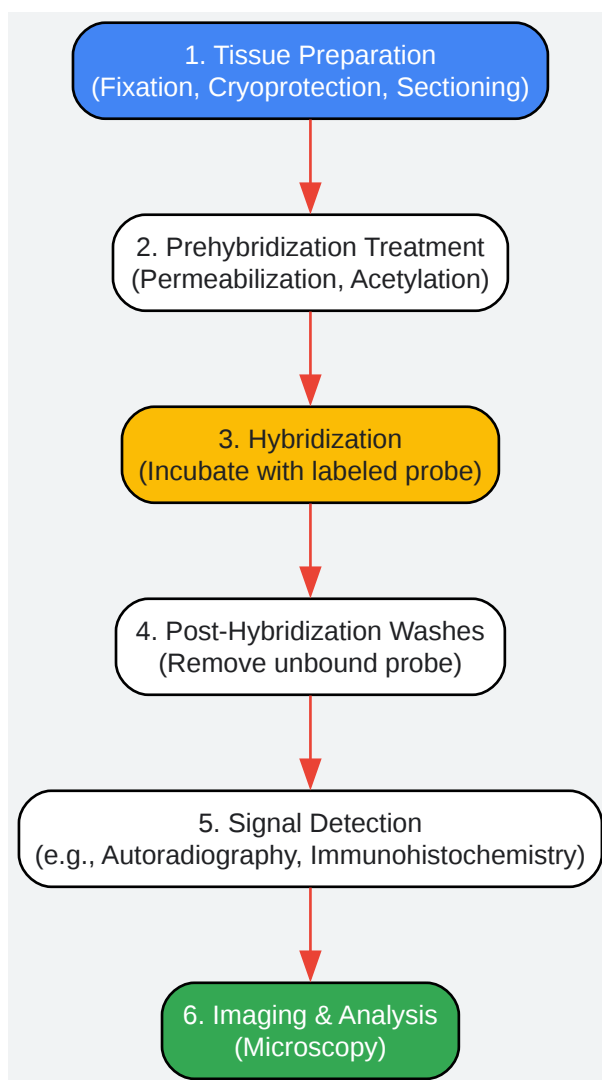 1. Tissue Preparation
(Fixation, Cryoprotection, Sectioning)
2. Prehybridization Treatment
(Permeabilization, Acetylation)
3. Hybridization
(Incubate with labeled probe)
4. Post-Hybridization Washes
(Remove unbound probe)
5. Signal Detection
(e.g., Autoradiography, Immunohistochemistry)
6. Imaging & Analysis
(Microscopy)